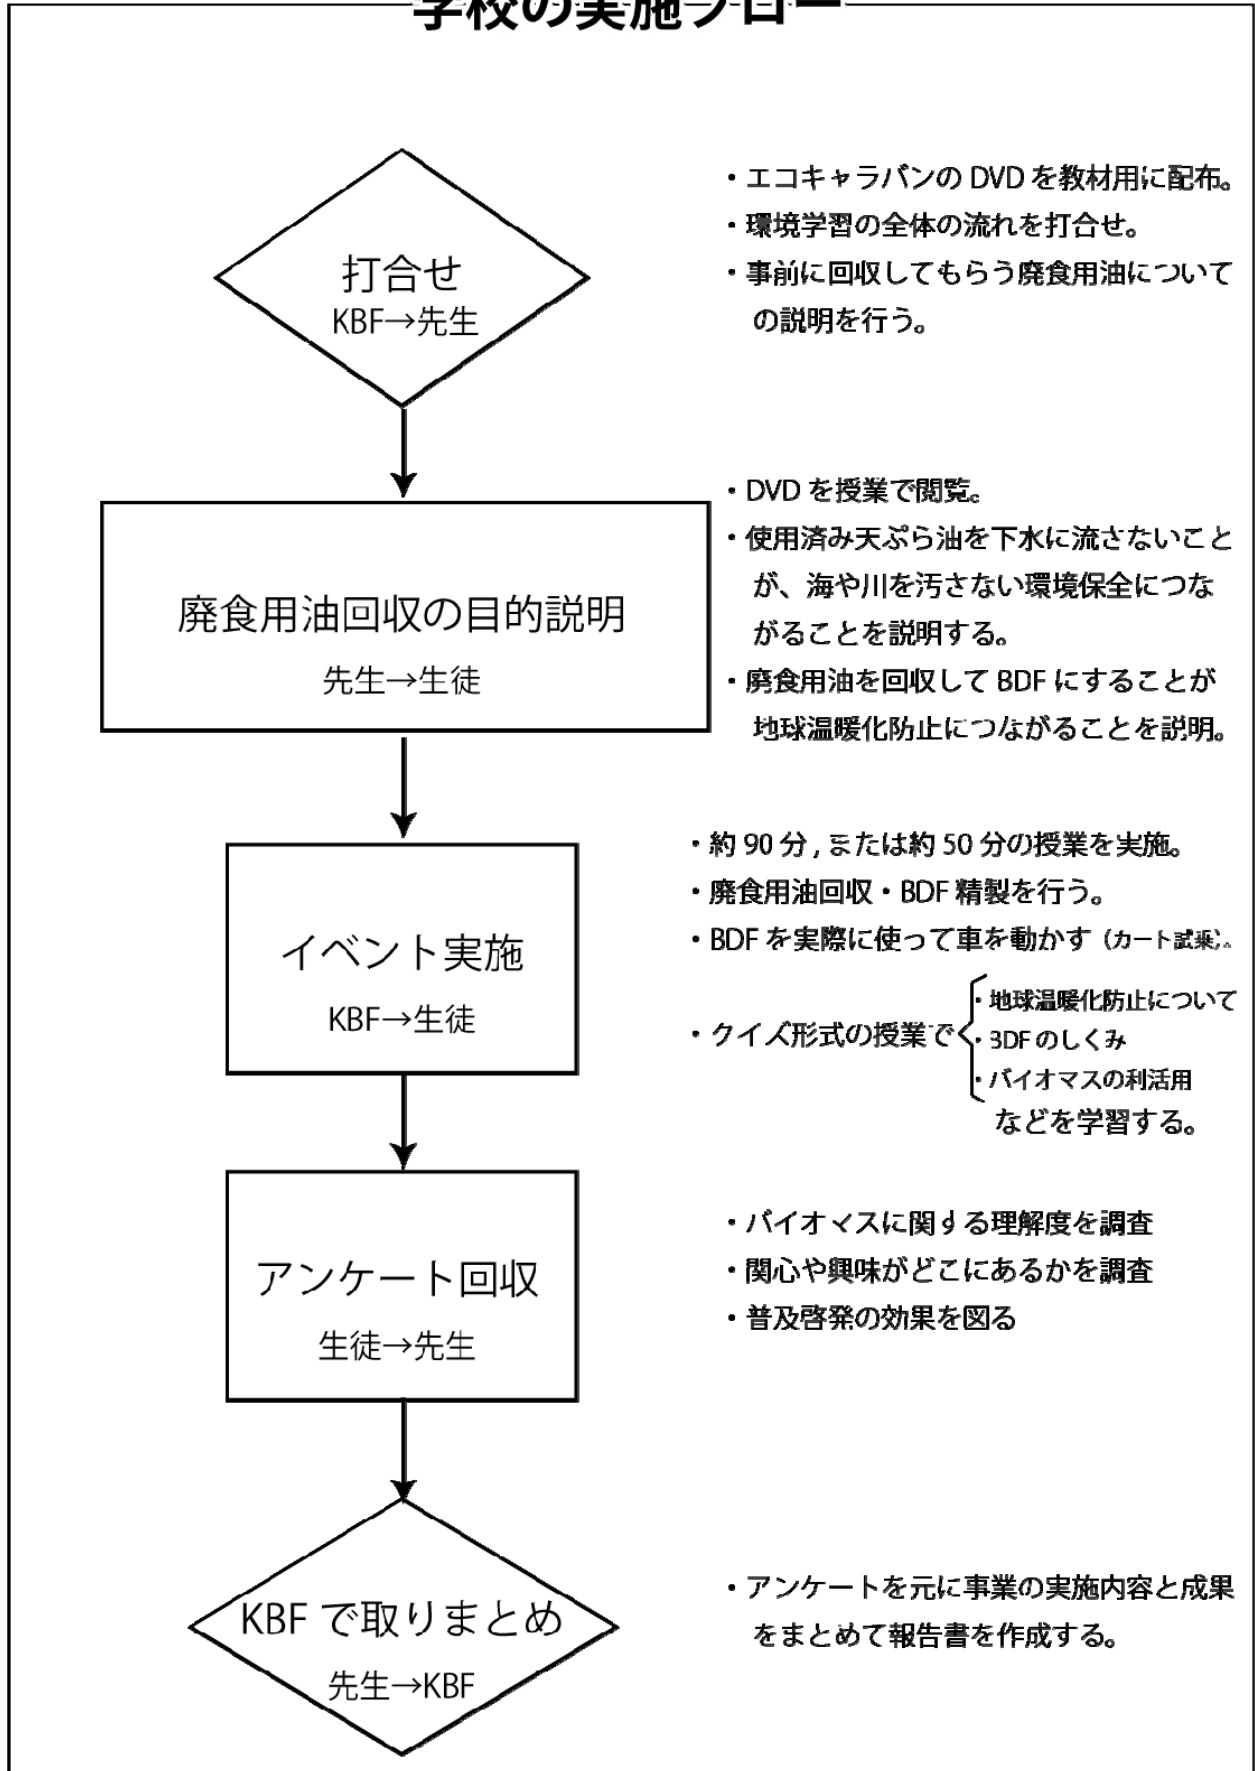 学校の実施フロー
打合せ
KBF→先生
・エコキャラバンの DVD を教材用に配布。
・環境学習の全体の流れを打合せ。
・事前に回収してもらう廃食用油について
の説明を行う。
廃食用油回収の目的説明
先生→生徒
・DVD を授業で閲覧。
・使用済み天ぷら油を下水に流さないこと
が、海や川を汚さない環境保全につな
がることを説明する。
・廃食用油を回収して BDF にすることが
地球温暖化防止につながることを説明。
イベント実施
KBF→生徒
・約 90 分 , または約 50 分の授業を実施。
・廃食用油回収・BDF 精製を行う。
・BDF を実際に使って車を動かす（カート試乗）。
・クイズ形式の授業で
・地球温暖化防止について
・BDF のしくみ
・バイオマスの利活用
などを学習する。
アンケート回収
生徒→先生
・バイオマスに関する理解度を調査
・関心や興味がどこにあるかを調査
・普及啓発の効果を図る
KBF で取りまとめ
先生→KBF
・アンケートを元に事業の実施内容と成果
をまとめて報告書を作成する。